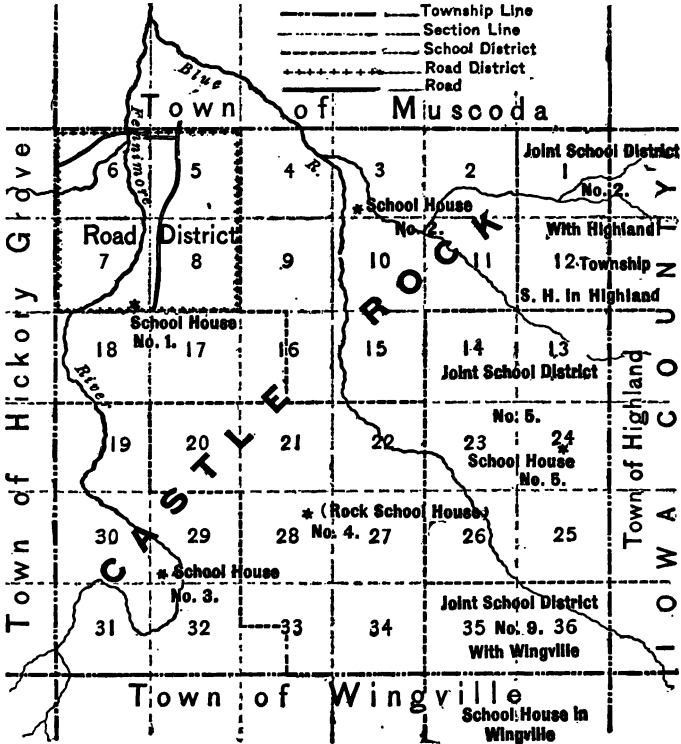 Township Line
Section Line
School District
Road District
Road
Blue
Town of Muscoda
Fennimore
R.
Joint School District
6 5 4 3 2 1
No. 2.
* School House
No. 2.
Road District
With Highland
7 8 9 10 11 12 Township
S. H. in Highland
* School House
No. 1.
18 17 16 15 14 13
Joint School District
River
No. 5.
19 20 21 22 23 24
* School House
No. 5.
* (Rock School House)
No. 4.
30 29 28 27 26 25
* School House
No. 3.
Joint School District
31 32 33 34 35 No. 9. 36
With Wingville
CASTLE ROCK
Town of Hickory Grove
Town of Highland
IOWA COUNTY
Town of Wingville
School House in
Wingville